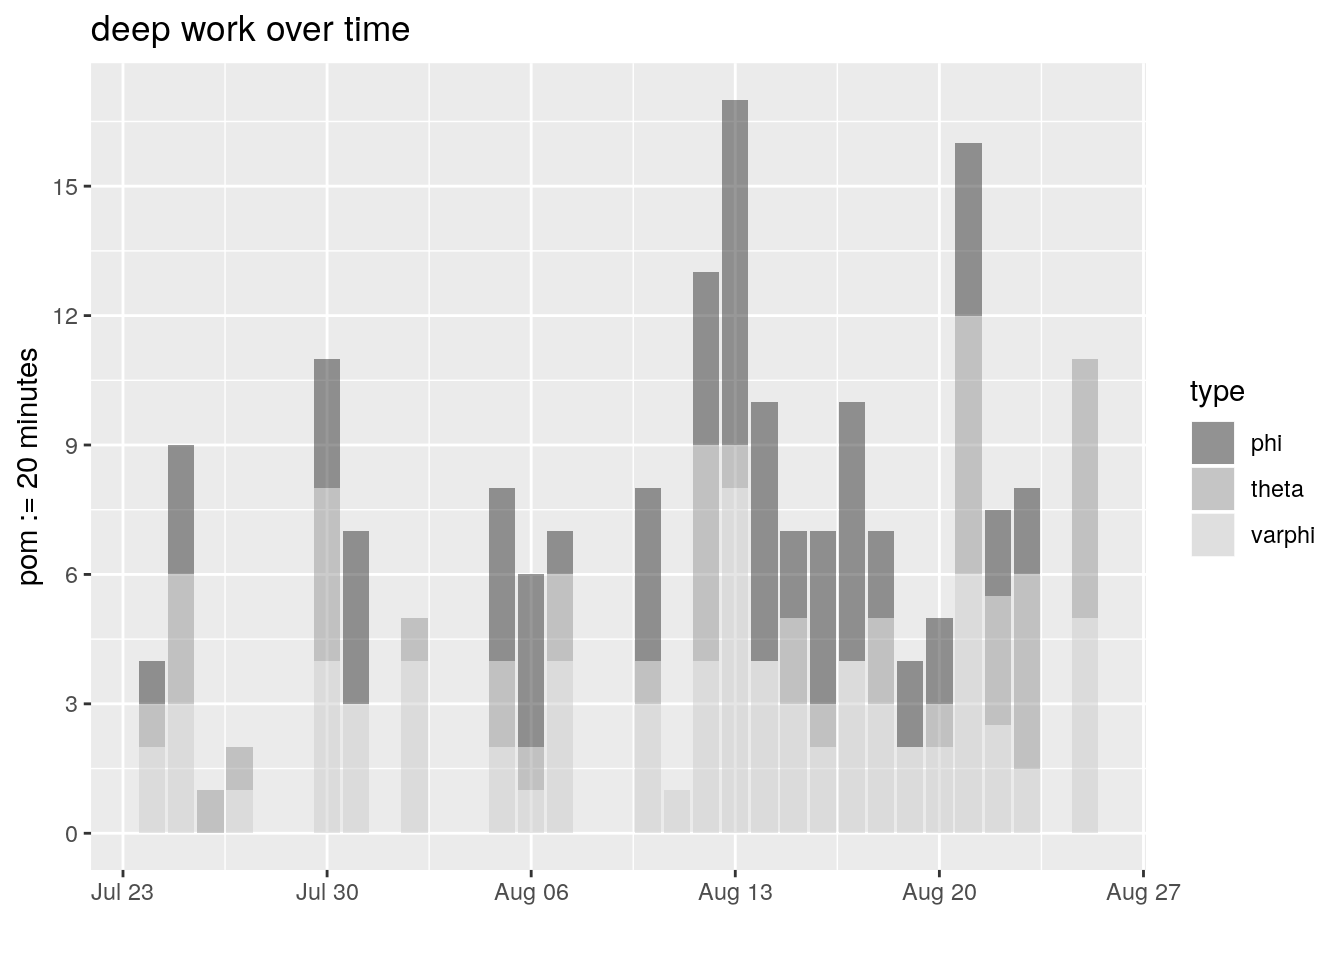 deep work over time
pom := 20 minutes
15
12
9
6
3
0
Jul 23 Jul 30 Aug 06 Aug 13 Aug 20 Aug 27
type
phi
theta
varphi